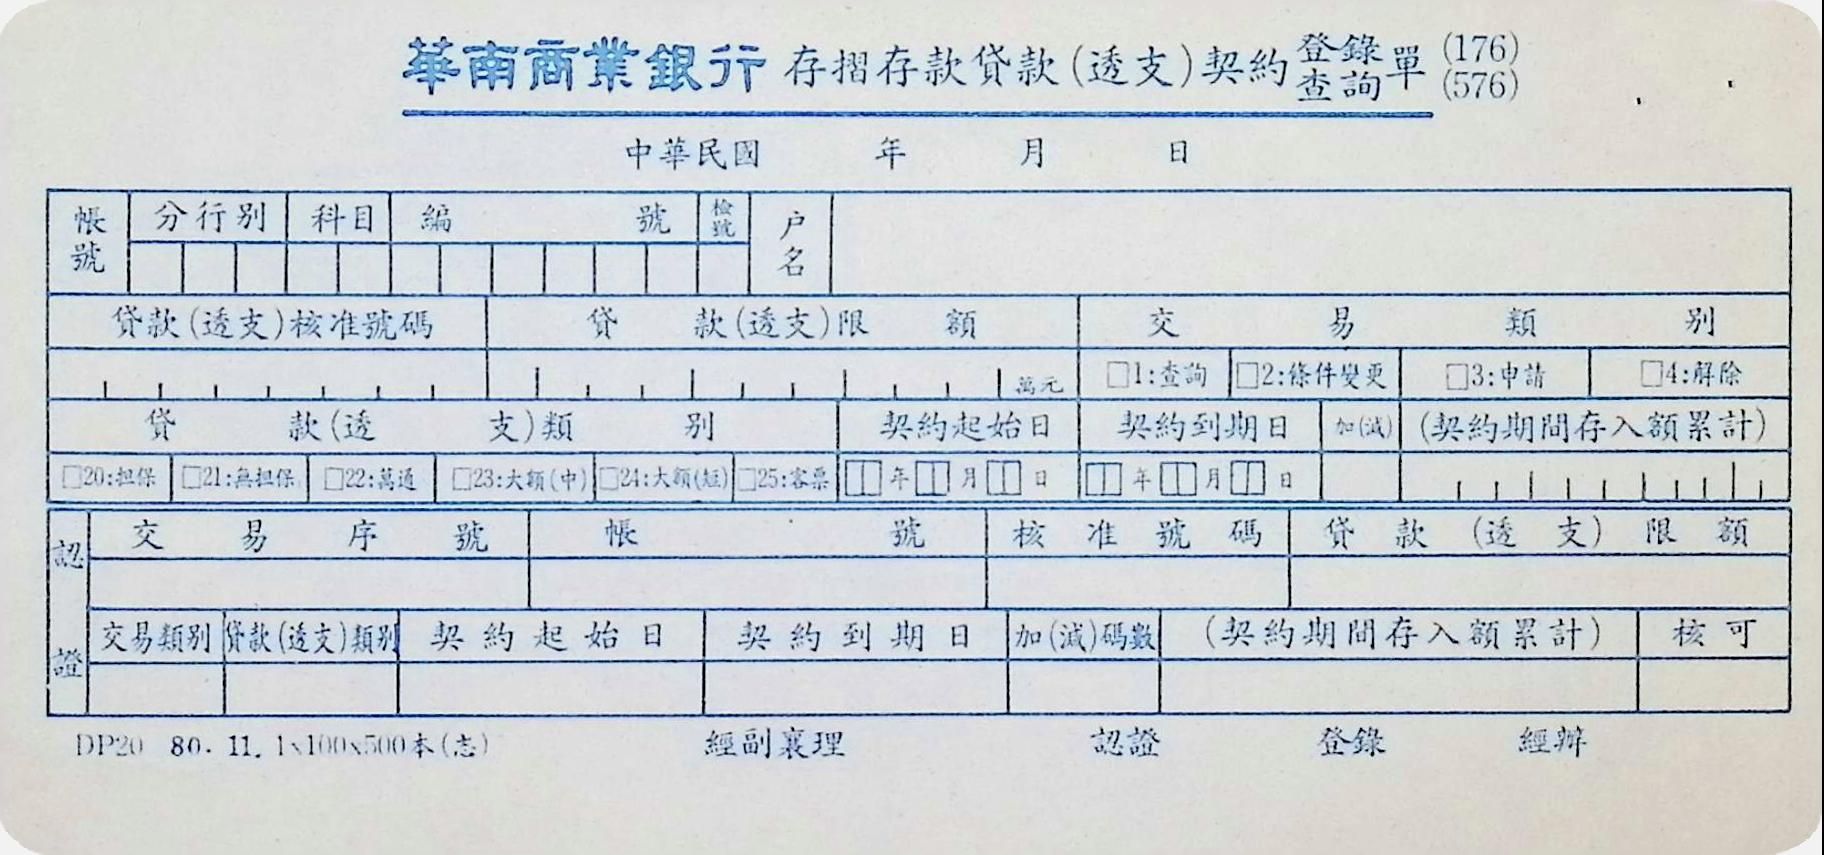 華南商業銀行 存摺存款貸款(透支)契約登錄查詢單 (176) (576)
中華民國 年 月 日
帳號 分行別 科目 編號 檢號 戶名
貸款(透支)核准號碼 貸款(透支)限額 交易類別
萬元 □1:查詢 □2:條件變更 □3:申請 □4:解除
貸款(透支)類別 契約起始日 契約到期日 加(減) (契約期間存入額累計)
□20:担保 □21:無担保 □22:萬通 □23:大額(中) □24:大額(短) □25:客票 年 月 日 年 月 日
認證 交易序號 帳號 核准號碼 貸款(透支)限額
交易類別 貸款(透支)類別 契約起始日 契約到期日 加(減)碼數 (契約期間存入額累計) 核可
DP20 80.11.1x100x500本(志) 經副襄理 認證 登錄 經辦